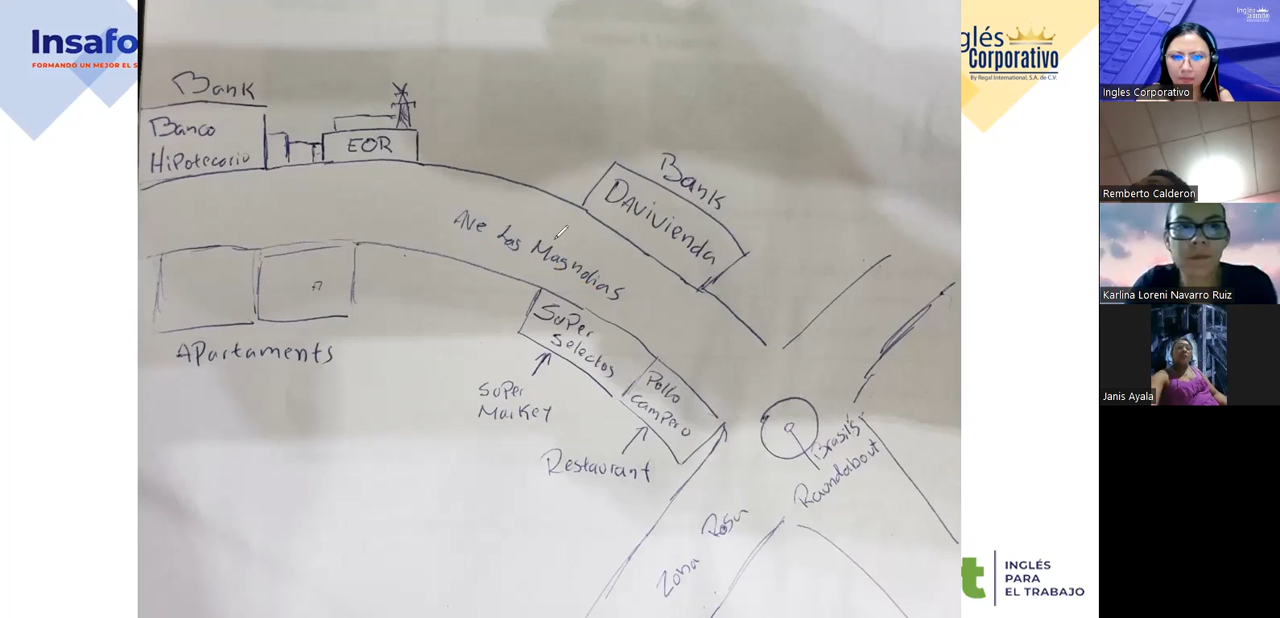 Insafo
FORMANDO UN MEJOR EL S
Bank
Banco
Hipotecario
EOR
Bank
DAVIVIENDA
Ave Las Magnolias
Super
Selectos
Pollo
Campero
Super
Market
Restaurant
Apartaments
Zona Rosa
Brasil's
Roundabout
glés
Corporativo
By Regal International, S.A. de C.V.
t
INGLÉS
PARA
EL TRABAJO
Ingles Corporativo
Remberto Calderon
Karlina Loreni Navarro Ruiz
Janis Ayala